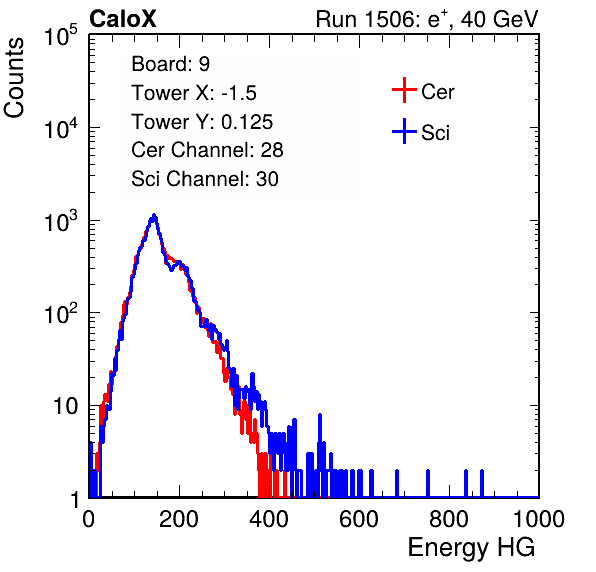 CaloX Run 1506: e⁺, 40 GeV
Counts
Board: 9
Tower X: -1.5
Tower Y: 0.125
Cer Channel: 28
Sci Channel: 30
Cer
Sci
10⁵
10⁴
10³
10²
10
1
0 200 400 600 800 1000
Energy HG